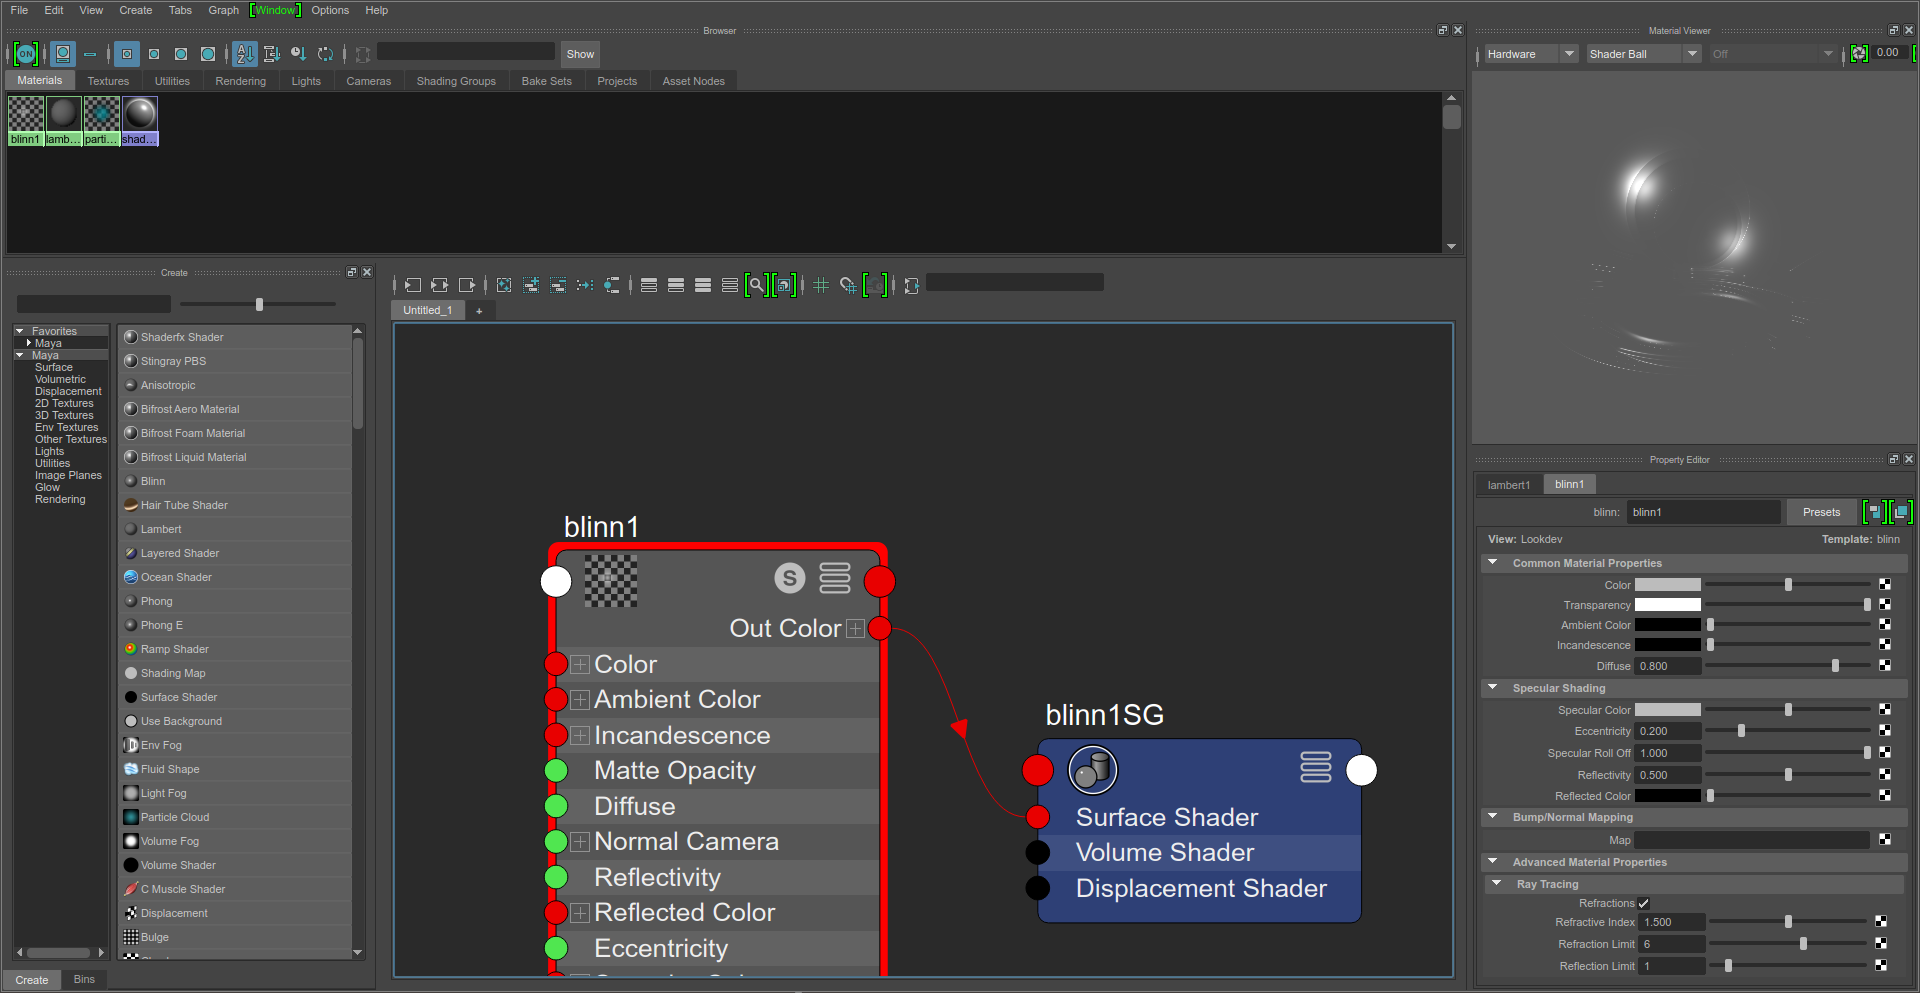 File Edit View Create Tabs Graph [Window] Options Help
Browser
ON
A Z
Show
Materials Textures Utilities Rendering Lights Cameras Shading Groups Bake Sets Projects Asset Nodes
blinn1 lamb... parti... shad...
Material Viewer
Hardware Shader Ball Off 0.00
Create
Favorites
Maya
Maya
Surface
Volumetric
Displacement
2D Textures
3D Textures
Env Textures
Other Textures
Lights
Utilities
Image Planes
Glow
Rendering
Shaderfx Shader
Stingray PBS
Anisotropic
Bifrost Aero Material
Bifrost Foam Material
Bifrost Liquid Material
Blinn
Hair Tube Shader
Lambert
Layered Shader
Ocean Shader
Phong
Phong E
Ramp Shader
Shading Map
Surface Shader
Use Background
Env Fog
Fluid Shape
Light Fog
Particle Cloud
Volume Fog
Volume Shader
C Muscle Shader
Displacement
Bulge
Create Bins
Untitled_1 +
blinn1
S
Out Color
Color
Ambient Color
Incandescence
Matte Opacity
Diffuse
Normal Camera
Reflectivity
Reflected Color
Eccentricity
blinn1SG
Surface Shader
Volume Shader
Displacement Shader
Property Editor
lambert1 blinn1
blinn: blinn1 Presets
View: Lookdev Template: blinn
Common Material Properties
Color
Transparency
Ambient Color
Incandescence
Diffuse 0.800
Specular Shading
Specular Color
Eccentricity 0.200
Specular Roll Off 1.000
Reflectivity 0.500
Reflected Color
Bump/Normal Mapping
Map
Advanced Material Properties
Ray Tracing
Refractions
Refractive Index 1.500
Refraction Limit 6
Reflection Limit 1